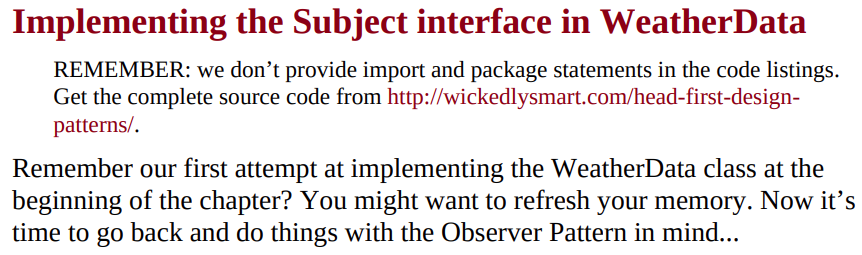 Implementing the Subject interface in WeatherData
REMEMBER: we don’t provide import and package statements in the code listings.
Get the complete source code from http://wickedlysmart.com/head-first-design-
patterns/.
Remember our first attempt at implementing the WeatherData class at the
beginning of the chapter? You might want to refresh your memory. Now it’s
time to go back and do things with the Observer Pattern in mind...